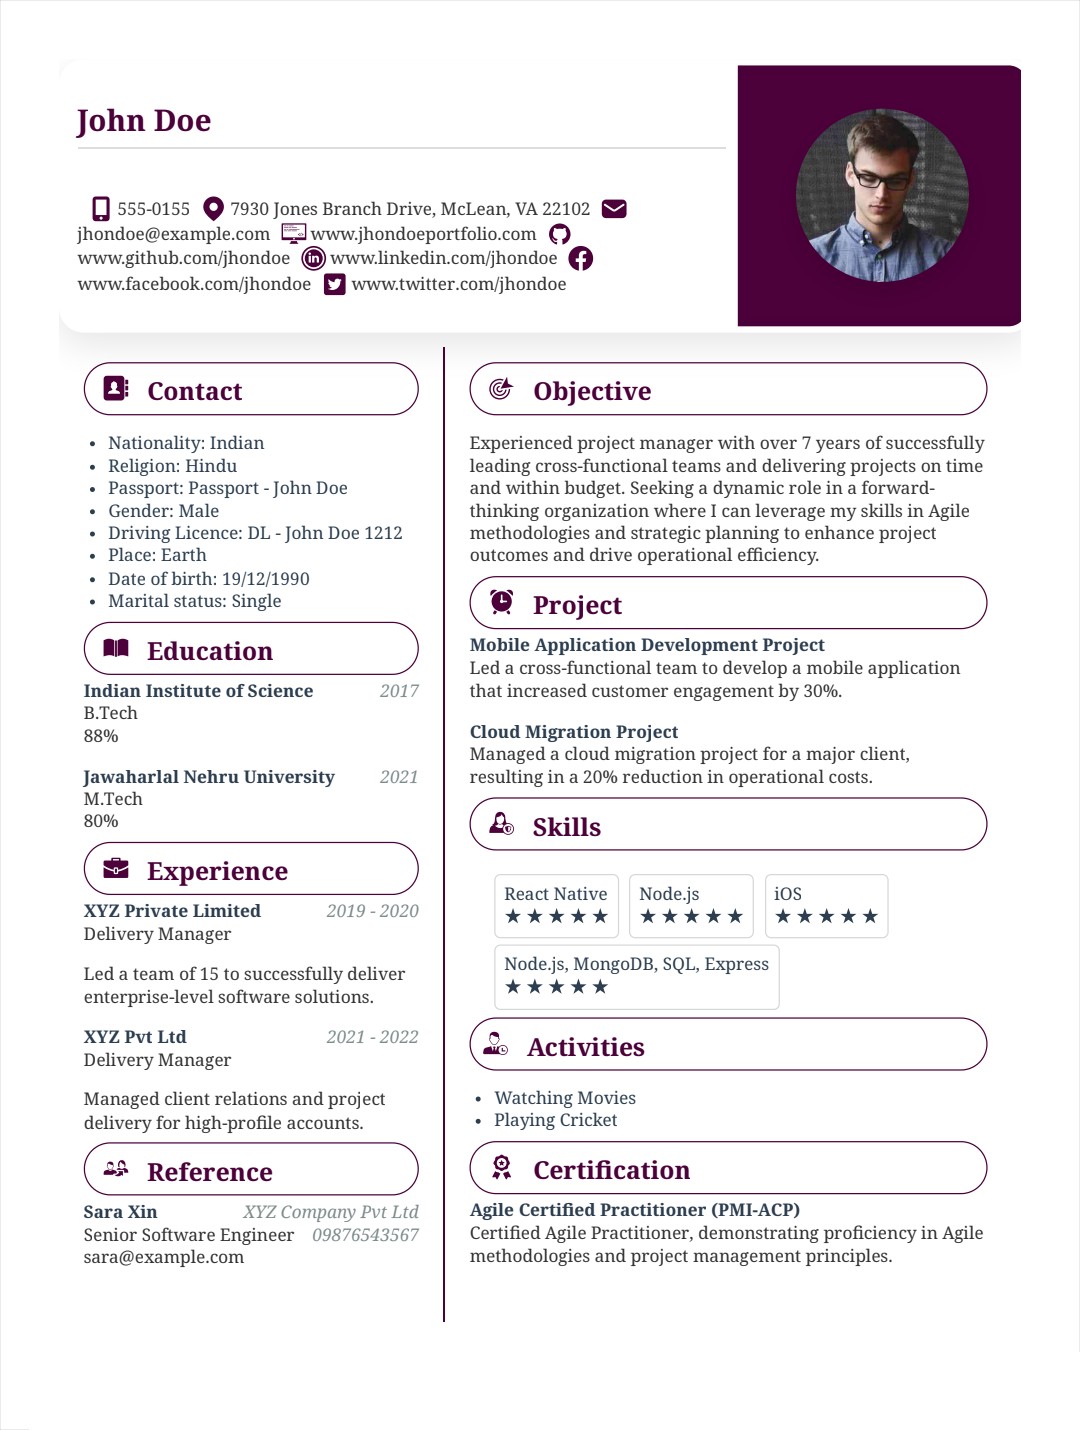 John Doe
555-0155 7930 Jones Branch Drive, McLean, VA 22102
jhondoe@example.com www.jhondoeportfolio.com
www.github.com/jhondoe www.linkedin.com/jhondoe
www.facebook.com/jhondoe www.twitter.com/jhondoe
Contact
• Nationality: Indian
• Religion: Hindu
• Passport: Passport - John Doe
• Gender: Male
• Driving Licence: DL - John Doe 1212
• Place: Earth
• Date of birth: 19/12/1990
• Marital status: Single
Education
Indian Institute of Science 2017
B.Tech
88%
Jawaharlal Nehru University 2021
M.Tech
80%
Experience
XYZ Private Limited 2019 - 2020
Delivery Manager
Led a team of 15 to successfully deliver
enterprise-level software solutions.
XYZ Pvt Ltd 2021 - 2022
Delivery Manager
Managed client relations and project
delivery for high-profile accounts.
Reference
Sara Xin XYZ Company Pvt Ltd
Senior Software Engineer 09876543567
sara@example.com
Objective
Experienced project manager with over 7 years of successfully
leading cross-functional teams and delivering projects on time
and within budget. Seeking a dynamic role in a forward-
thinking organization where I can leverage my skills in Agile
methodologies and strategic planning to enhance project
outcomes and drive operational efficiency.
Project
Mobile Application Development Project
Led a cross-functional team to develop a mobile application
that increased customer engagement by 30%.
Cloud Migration Project
Managed a cloud migration project for a major client,
resulting in a 20% reduction in operational costs.
Skills
React Native Node.js iOS
★★★★★ ★★★★★ ★★★★★
Node.js, MongoDB, SQL, Express
★★★★★
Activities
• Watching Movies
• Playing Cricket
Certification
Agile Certified Practitioner (PMI-ACP)
Certified Agile Practitioner, demonstrating proficiency in Agile
methodologies and project management principles.